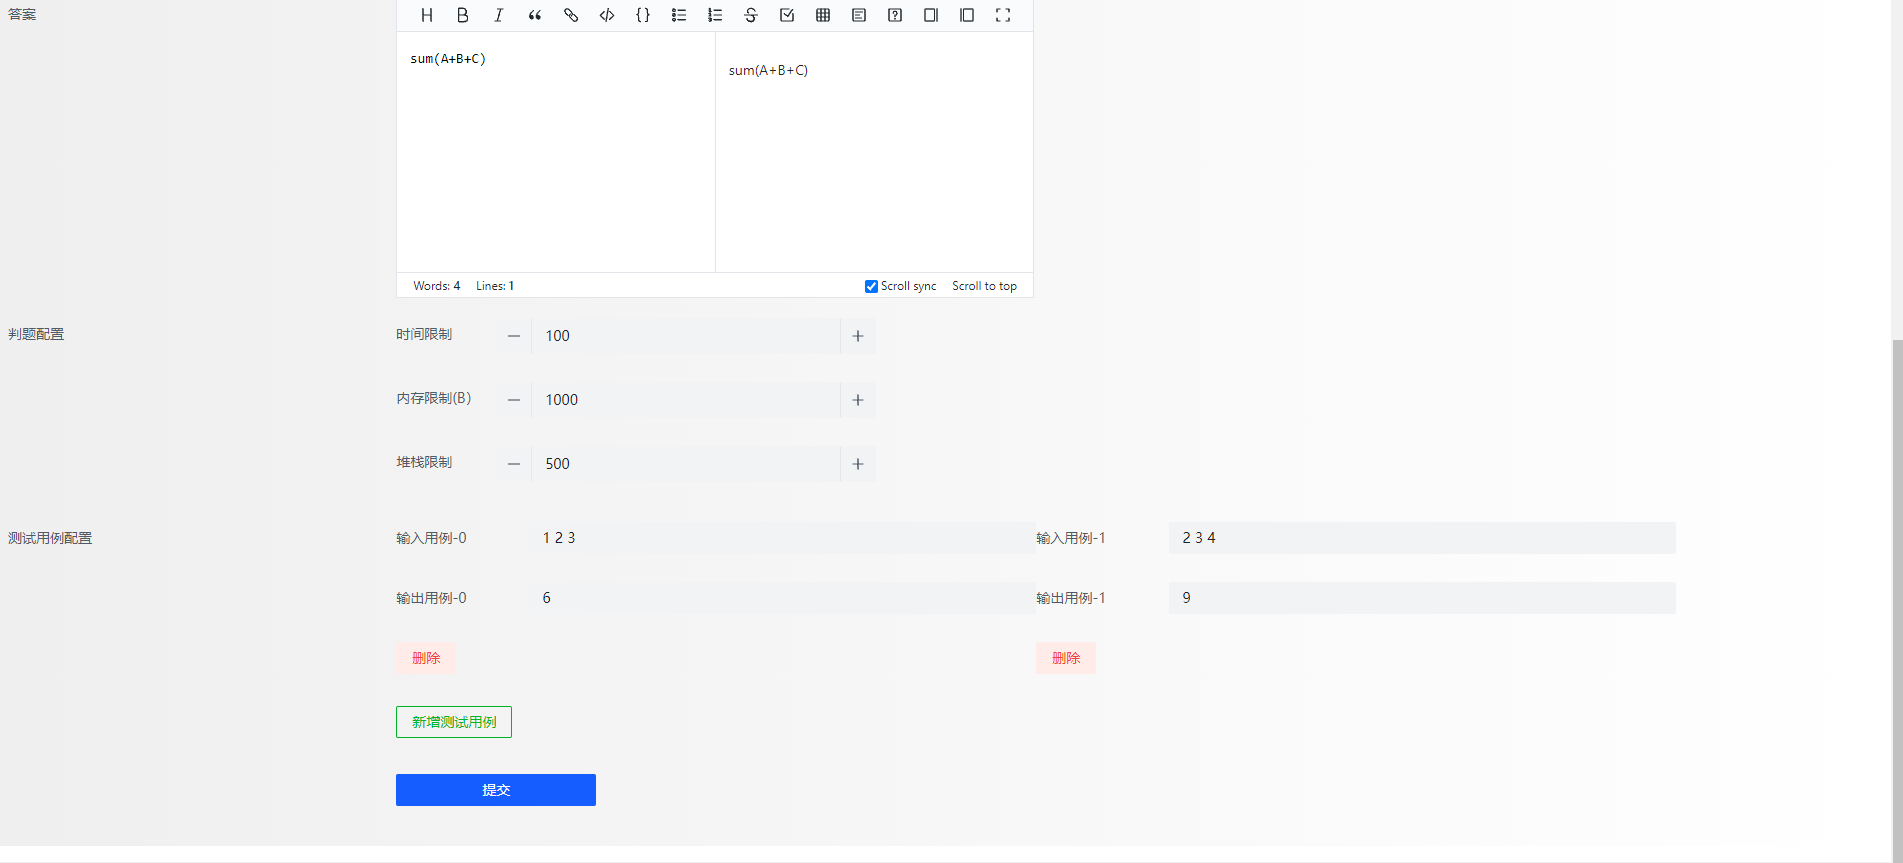 答案
sum(A+B+C)
sum(A+B+C)
Words: 4 Lines: 1 Scroll sync Scroll to top
判题配置
时间限制 100
内存限制(B) 1000
堆栈限制 500
测试用例配置
输入用例-0 1 2 3 输入用例-1 2 3 4
输出用例-0 6 输出用例-1 9
删除 删除
新增测试用例
提交